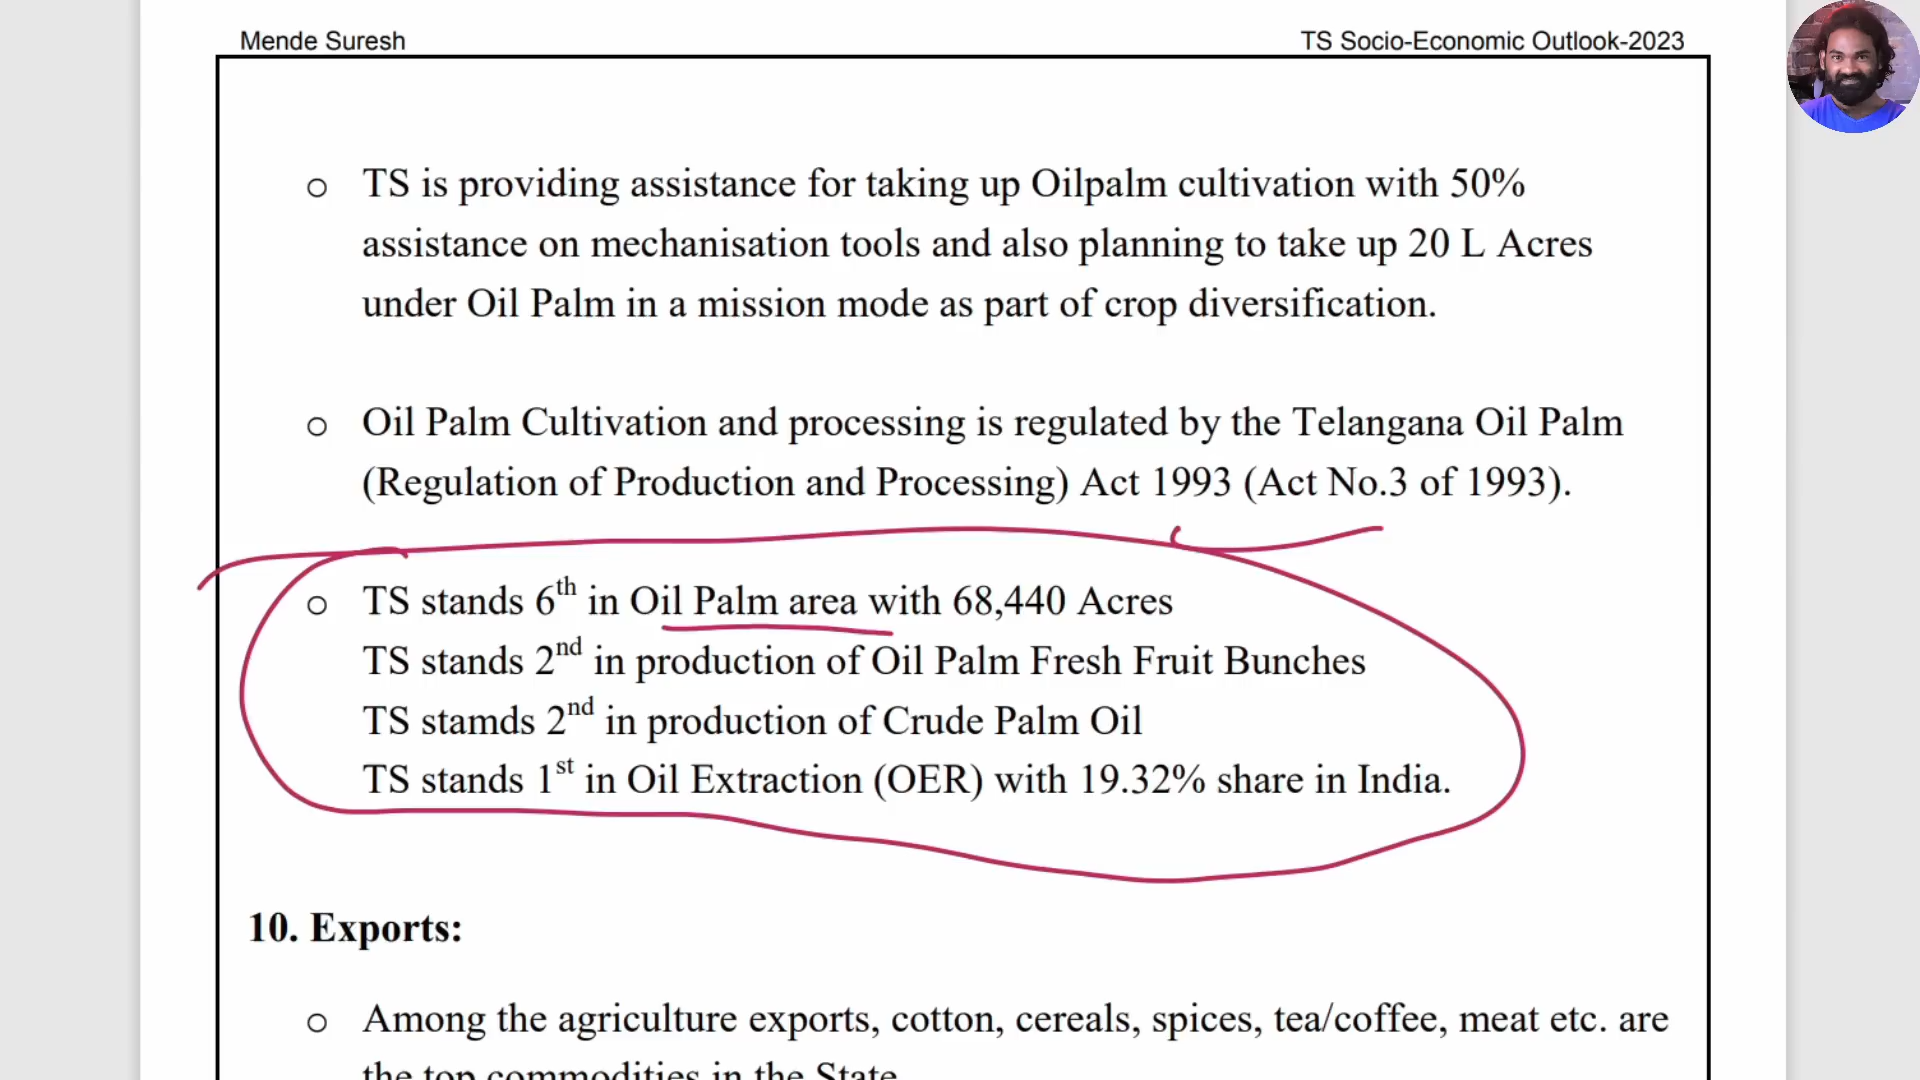 Mende Suresh
TS Socio-Economic Outlook-2023
o TS is providing assistance for taking up Oilpalm cultivation with 50%
assistance on mechanisation tools and also planning to take up 20 L Acres
under Oil Palm in a mission mode as part of crop diversification.
o Oil Palm Cultivation and processing is regulated by the Telangana Oil Palm
(Regulation of Production and Processing) Act 1993 (Act No.3 of 1993).
o TS stands 6th in Oil Palm area with 68,440 Acres
TS stands 2nd in production of Oil Palm Fresh Fruit Bunches
TS stamds 2nd in production of Crude Palm Oil
TS stands 1st in Oil Extraction (OER) with 19.32% share in India.
10. Exports:
o Among the agriculture exports, cotton, cereals, spices, tea/coffee, meat etc. are
the top commodities in the State